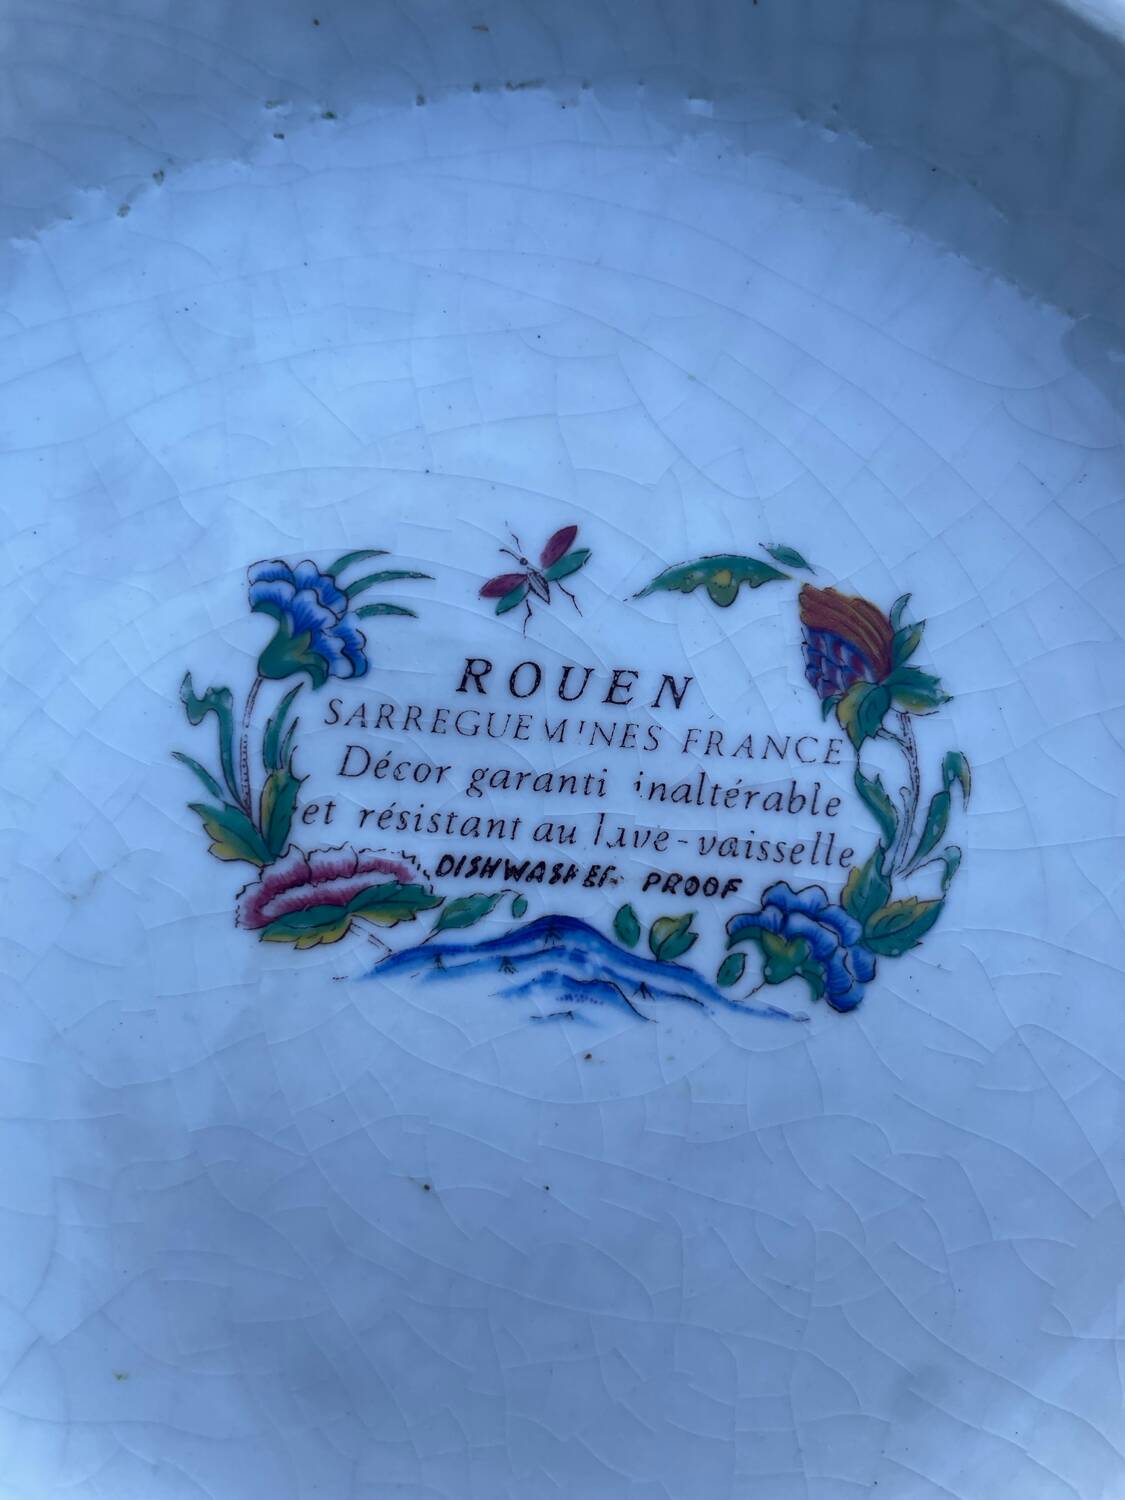 ROUEN
SARREGUEMINES FRANCE
Décor garanti inaltérable
et résistant au lave-vaisselle
DISHWASHER PROOF